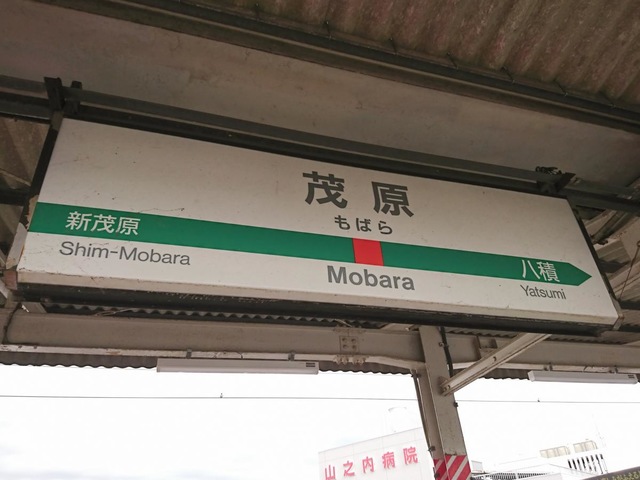 茂原
もばら
新茂原
Shim-Mobara
Mobara
八積
Yatsumi
山之内病院